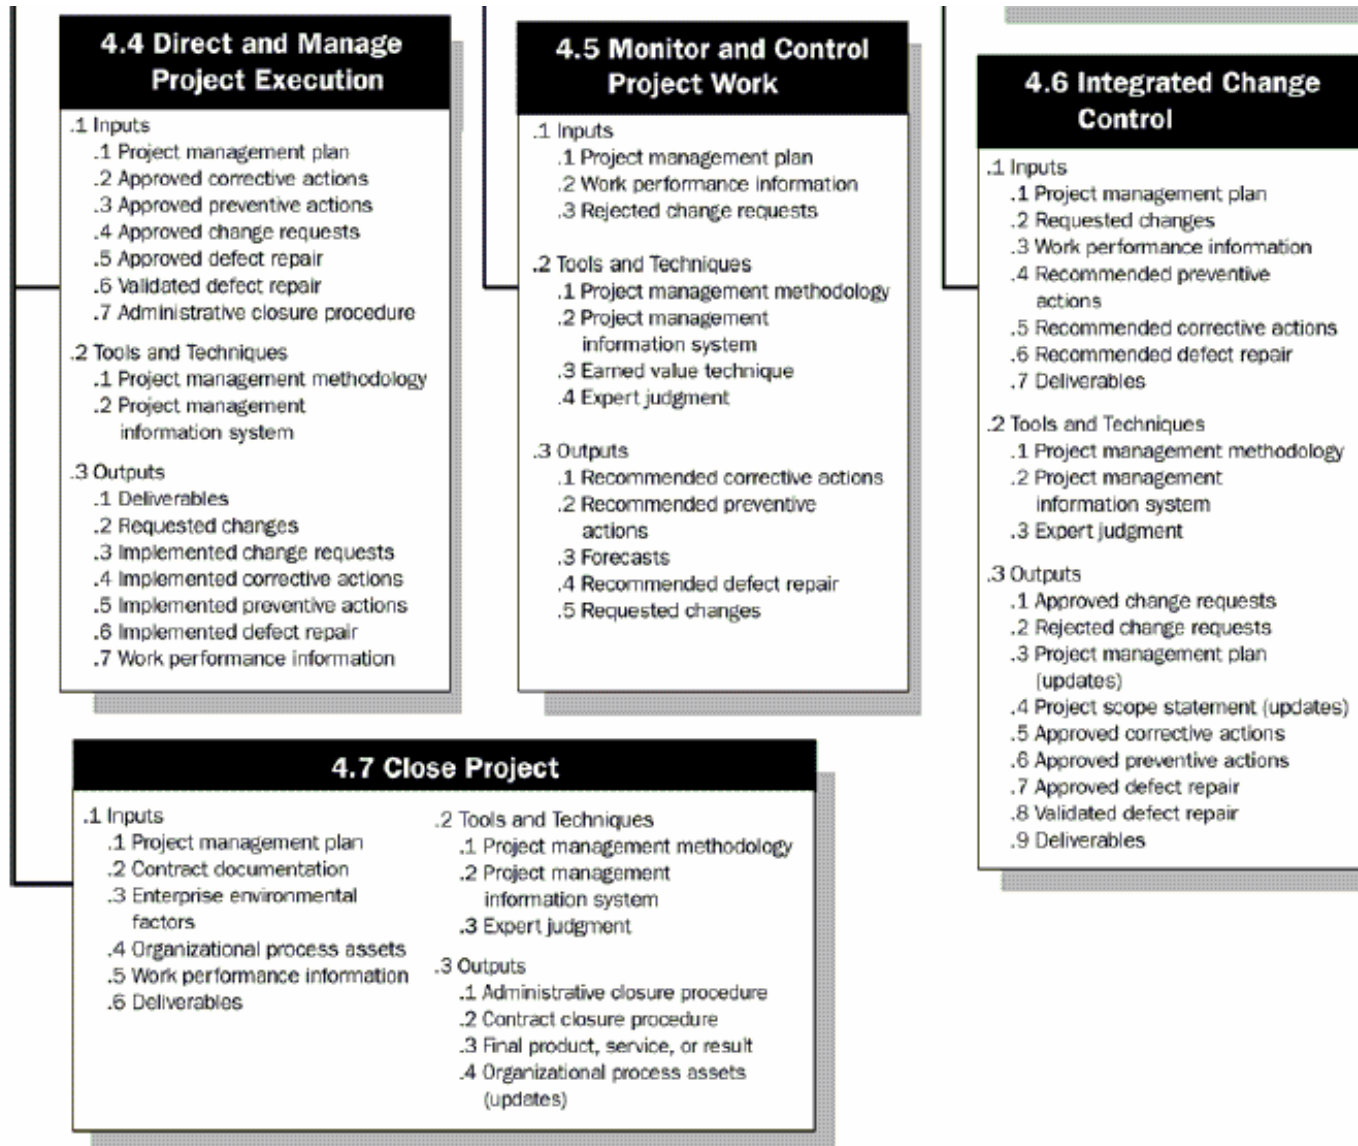 4.4 Direct and Manage
Project Execution
.1 Inputs
.1 Project management plan
.2 Approved corrective actions
.3 Approved preventive actions
.4 Approved change requests
.5 Approved defect repair
.6 Validated defect repair
.7 Administrative closure procedure
.2 Tools and Techniques
.1 Project management methodology
.2 Project management
information system
.3 Outputs
.1 Deliverables
.2 Requested changes
.3 Implemented change requests
.4 Implemented corrective actions
.5 Implemented preventive actions
.6 Implemented defect repair
.7 Work performance information
4.5 Monitor and Control
Project Work
.1 Inputs
.1 Project management plan
.2 Work performance information
.3 Rejected change requests
.2 Tools and Techniques
.1 Project management methodology
.2 Project management
information system
.3 Earned value technique
.4 Expert judgment
.3 Outputs
.1 Recommended corrective actions
.2 Recommended preventive
actions
.3 Forecasts
.4 Recommended defect repair
.5 Requested changes
4.6 Integrated Change
Control
.1 Inputs
.1 Project management plan
.2 Requested changes
.3 Work performance information
.4 Recommended preventive
actions
.5 Recommended corrective actions
.6 Recommended defect repair
.7 Deliverables
.2 Tools and Techniques
.1 Project management methodology
.2 Project management
information system
.3 Expert judgment
.3 Outputs
.1 Approved change requests
.2 Rejected change requests
.3 Project management plan
(updates)
.4 Project scope statement (updates)
.5 Approved corrective actions
.6 Approved preventive actions
.7 Approved defect repair
.8 Validated defect repair
.9 Deliverables
4.7 Close Project
.1 Inputs
.1 Project management plan
.2 Contract documentation
.3 Enterprise environmental
factors
.4 Organizational process assets
.5 Work performance information
.6 Deliverables
.2 Tools and Techniques
.1 Project management methodology
.2 Project management
information system
.3 Expert judgment
.3 Outputs
.1 Administrative closure procedure
.2 Contract closure procedure
.3 Final product, service, or result
.4 Organizational process assets
(updates)